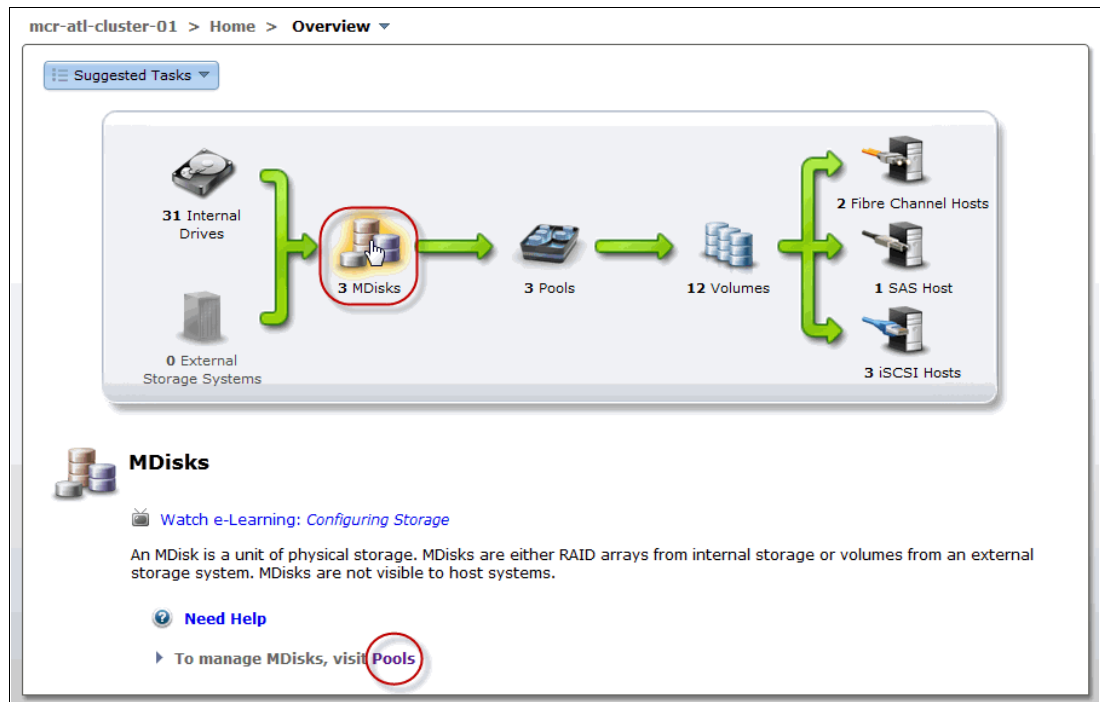 mcr-atl-cluster-01 > Home > Overview
Suggested Tasks
31 Internal
Drives
0 External
Storage Systems
3 MDisks
3 Pools
12 Volumes
2 Fibre Channel Hosts
1 SAS Host
3 iSCSI Hosts
MDisks
Watch e-Learning: Configuring Storage
An MDisk is a unit of physical storage. MDisks are either RAID arrays from internal storage or volumes from an external
storage system. MDisks are not visible to host systems.
Need Help
To manage MDisks, visit Pools